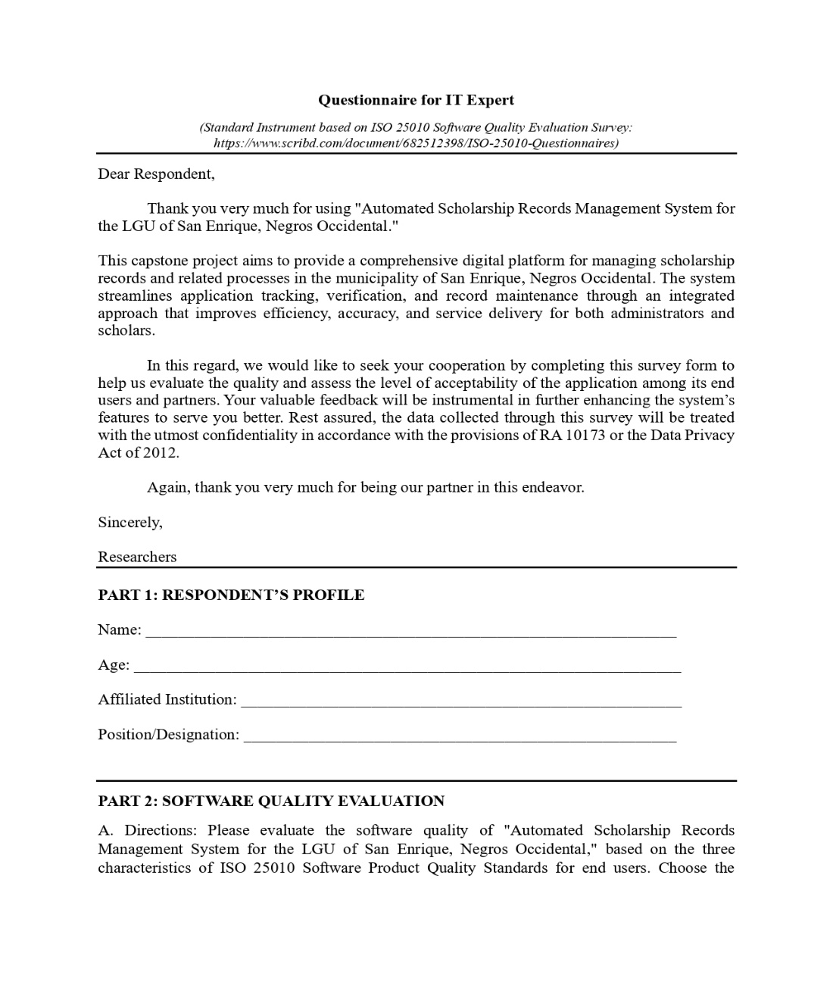 Questionnaire for IT Expert
(Standard Instrument based on ISO 25010 Software Quality Evaluation Survey:
https://www.scribd.com/document/682512398/ISO-25010-Questionnaires)
Dear Respondent,
Thank you very much for using "Automated Scholarship Records Management System for
the LGU of San Enrique, Negros Occidental."
This capstone project aims to provide a comprehensive digital platform for managing scholarship
records and related processes in the municipality of San Enrique, Negros Occidental. The system
streamlines application tracking, verification, and record maintenance through an integrated
approach that improves efficiency, accuracy, and service delivery for both administrators and
scholars.
In this regard, we would like to seek your cooperation by completing this survey form to
help us evaluate the quality and assess the level of acceptability of the application among its end
users and partners. Your valuable feedback will be instrumental in further enhancing the system’s
features to serve you better. Rest assured, the data collected through this survey will be treated
with the utmost confidentiality in accordance with the provisions of RA 10173 or the Data Privacy
Act of 2012.
Again, thank you very much for being our partner in this endeavor.
Sincerely,
Researchers
PART 1: RESPONDENT’S PROFILE
Name: _________________________________________________________________
Age: ___________________________________________________________________
Affiliated Institution: ______________________________________________________
Position/Designation: _____________________________________________________
PART 2: SOFTWARE QUALITY EVALUATION
A. Directions: Please evaluate the software quality of "Automated Scholarship Records
Management System for the LGU of San Enrique, Negros Occidental," based on the three
characteristics of ISO 25010 Software Product Quality Standards for end users. Choose the